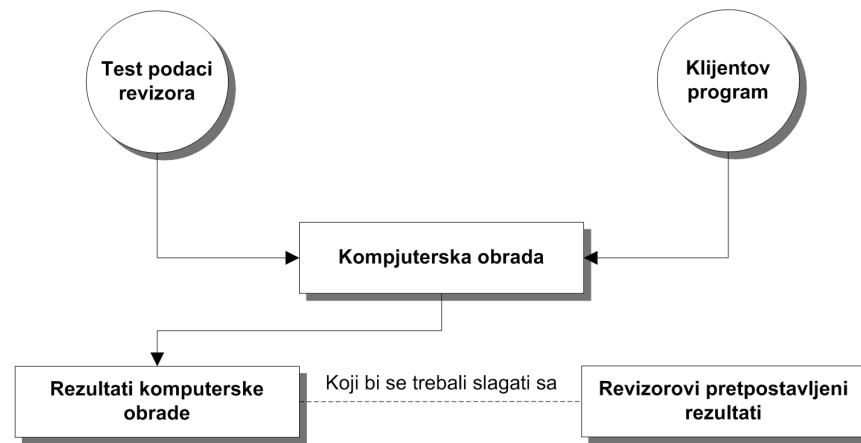 Test podaci
revizora
Klijentov
program
Kompjuterska obrada
Rezultati komputerske
obrade
Koji bi se trebali slagati sa
Revizorovi pretpostavljeni
rezultati